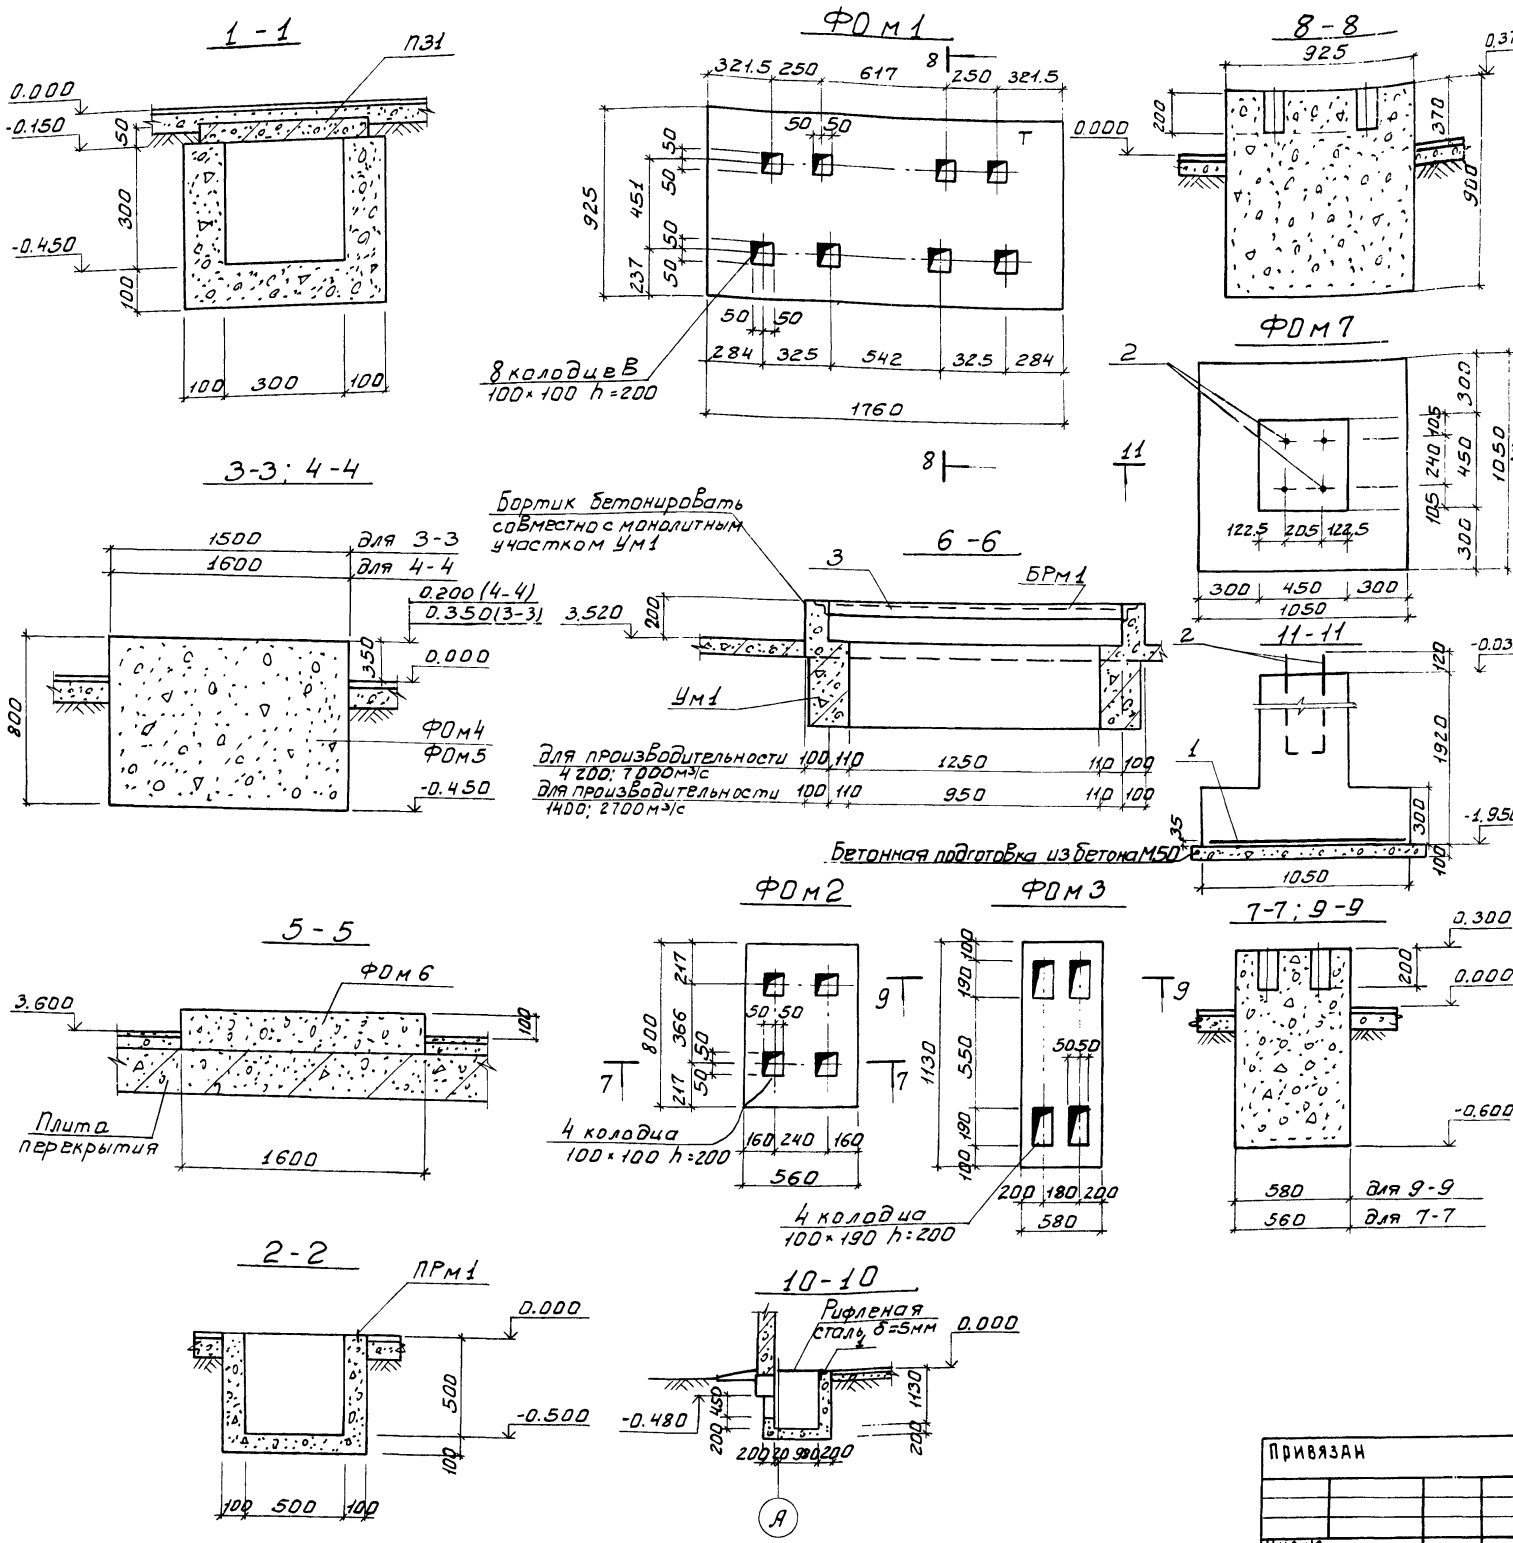 1-1
ПЗ1
0.000
-0.150
50
300
-0.450
100
100 300 100
ФОм1
8
321.5 250 617 250 321.5
50 50
Т
925
50
50
451
237
50
50
50 50
284 325 542 325 284
1760
8 колодцев
100×100 h=200
8
11
8-8
925
200
0.000
370
900
ФОм7
2
300
105
240
450
105
300
1050
122.5 205 122.5
300 450 300
1050
3-3; 4-4
1500 для 3-3
1600 для 4-4
0.200 (4-4)
0.350 (3-3)
350
0.000
800
ФОм4
ФОм5
-0.450
Бортик бетонировать
совместно с монолитным
участком Ум1
6-6
3
БРм1
3.520
200
Ум1
для производительности
4200; 7000м³/с
100 110 1250 110 100
для производительности
1400; 2700м³/с
100 110 950 110 100
11-11
2
120
1920
1
300
35
100
Бетонная подготовка из бетона М50
1050
5-5
ФОм6
3.600
100
Плита
перекрытия
1600
ФОм2
217
366
217
800
50 50
50
50
7
7
4 колодца
100×100 h=200
160 240 160
560
ФОм3
100
190
550
190
100
1130
50 50
9
9
4 колодца
100×190 h=200
200 180 200
580
7-7; 9-9
0.300
200
0.000
-0.600
580 для 9-9
560 для 7-7
2-2
ПРм1
0.000
500
-0.500
100
100 500 100
10-10
Рифленая
сталь, δ=5мм
1
0.000
-0.480
450
200
1130
200
200 20 980 200
А
Привязан